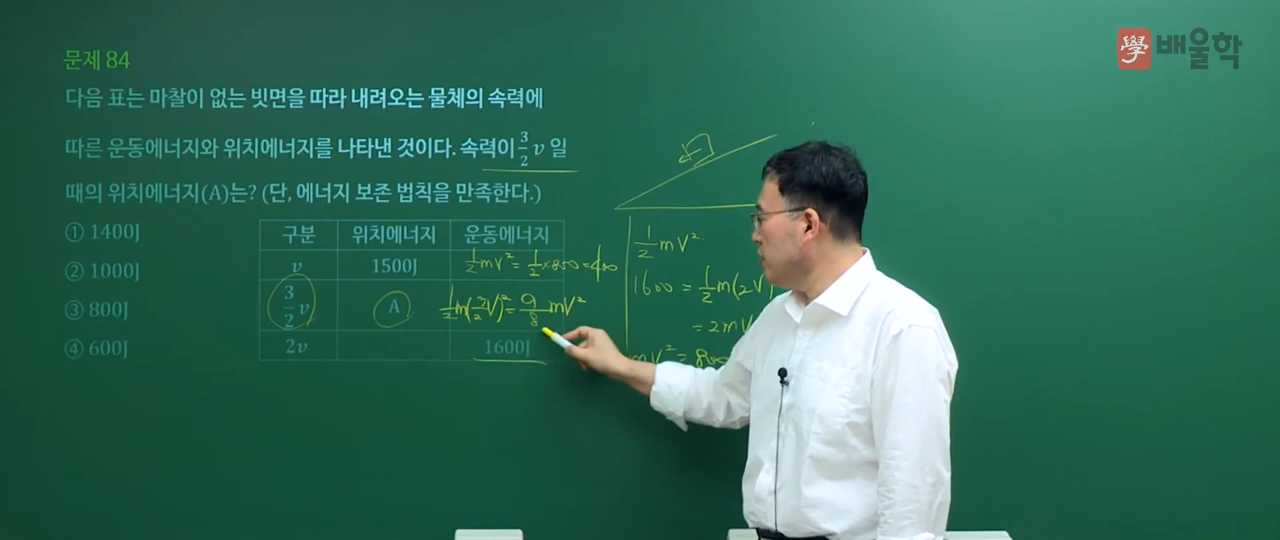 學 배울학
문제 84
다음 표는 마찰이 없는 빗면을 따라 내려오는 물체의 속력에
따른 운동에너지와 위치에너지를 나타낸 것이다. 속력이 3/2 v 일
때의 위치에너지(A)는? (단, 에너지 보존 법칙을 만족한다.)
① 1400J
② 1000J
③ 800J
④ 600J
구분 위치에너지 운동에너지
v 1500J ½mV² = ½×800 = 400
3/2 v A ½m(3/2V)² = 9/8 mV²
2v 1600J
½mV²
1600 = ½m(2V)
= 2mV
mV² = 800